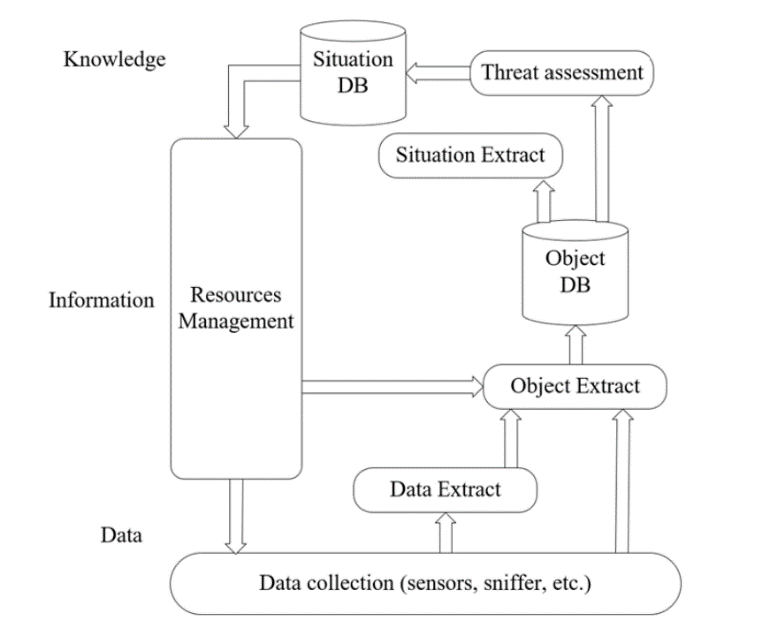 Knowledge
Situation
DB
Threat assessment
Situation Extract
Object
DB
Information
Resources
Management
Object Extract
Data Extract
Data
Data collection (sensors, sniffer, etc.)